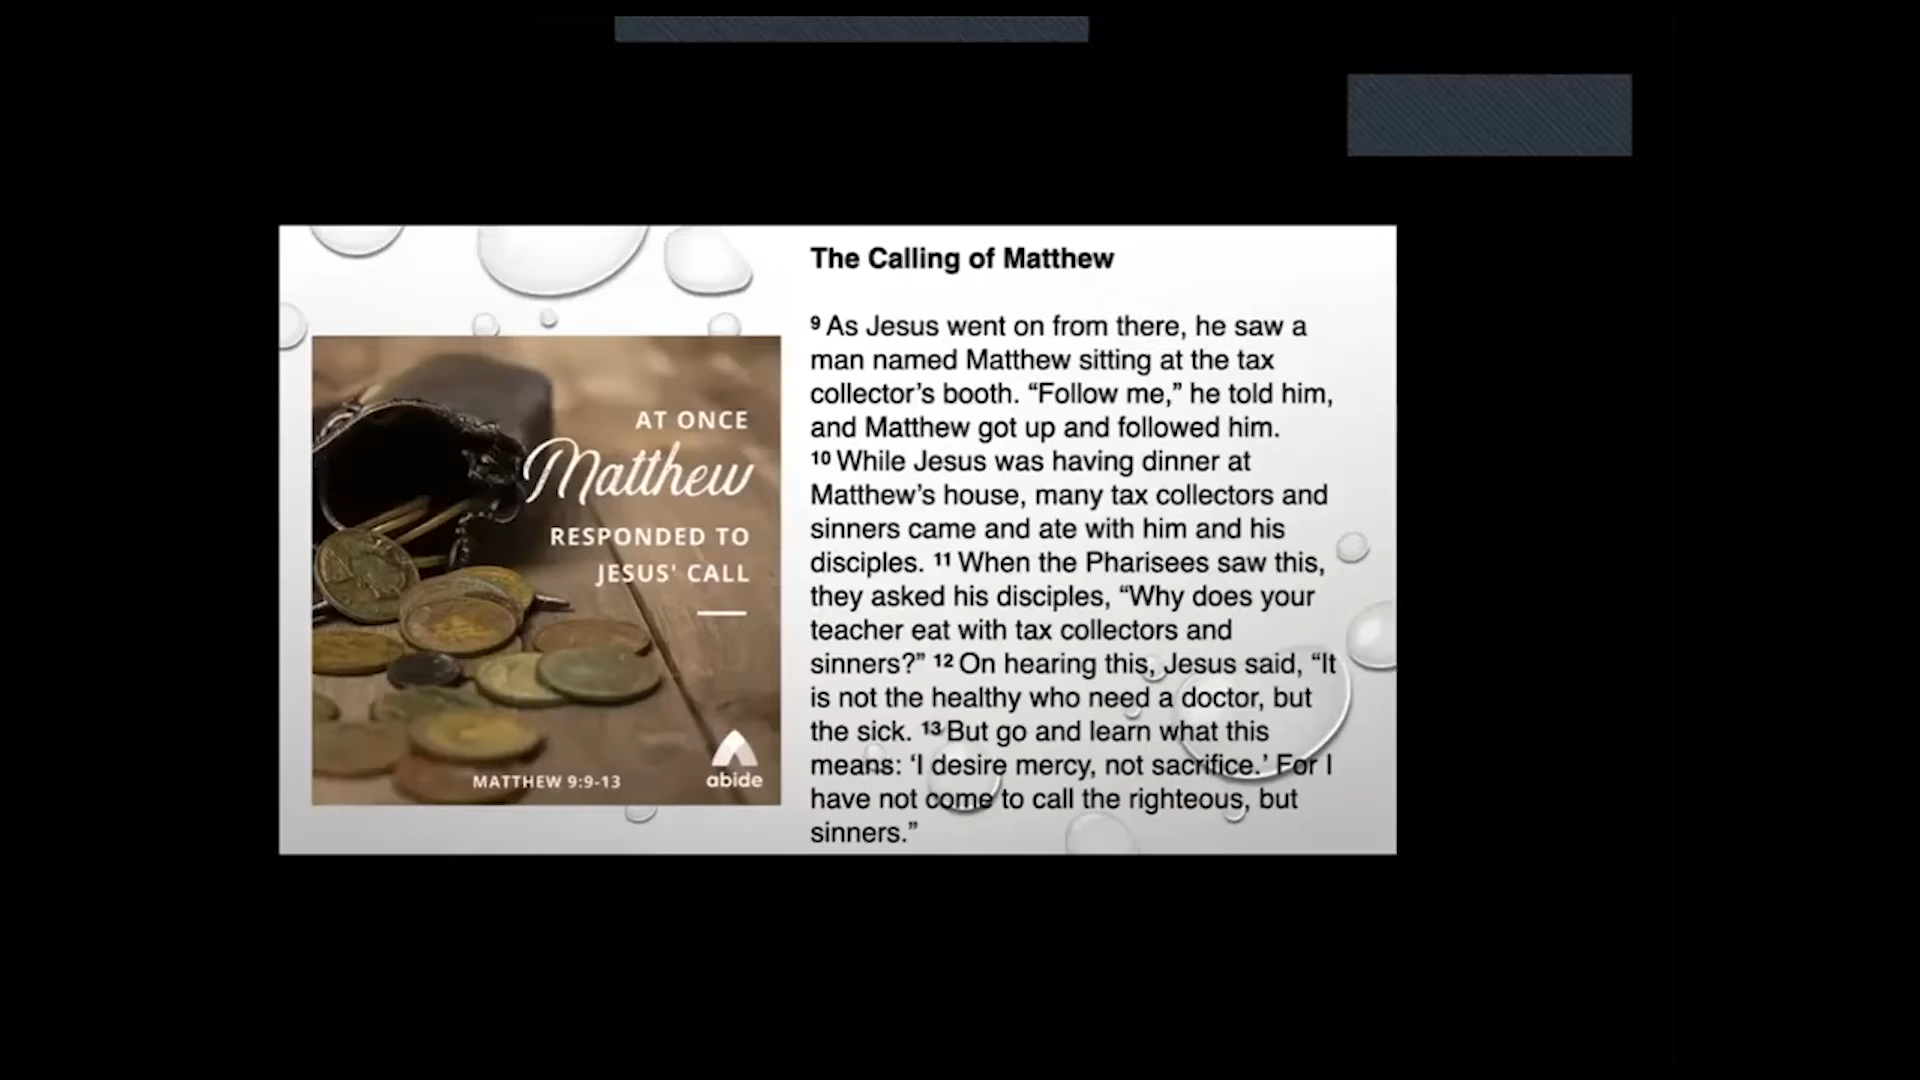 The Calling of Matthew
⁹ As Jesus went on from there, he saw a
man named Matthew sitting at the tax
collector’s booth. “Follow me,” he told him,
and Matthew got up and followed him.
¹⁰ While Jesus was having dinner at
Matthew’s house, many tax collectors and
sinners came and ate with him and his
disciples. ¹¹ When the Pharisees saw this,
they asked his disciples, “Why does your
teacher eat with tax collectors and
sinners?” ¹² On hearing this, Jesus said, “It
is not the healthy who need a doctor, but
the sick. ¹³ But go and learn what this
means: ‘I desire mercy, not sacrifice.’ For I
have not come to call the righteous, but
sinners.”
AT ONCE
Matthew
RESPONDED TO
JESUS' CALL
MATTHEW 9:9-13
abide